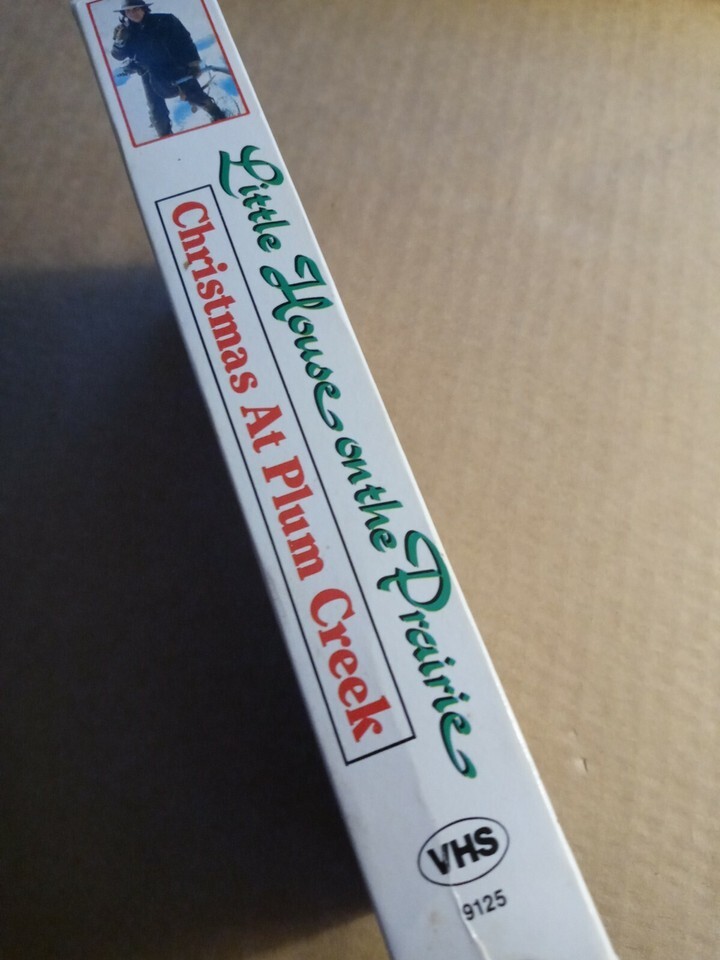 Little House on the Prairie
Christmas At Plum Creek
VHS
9125